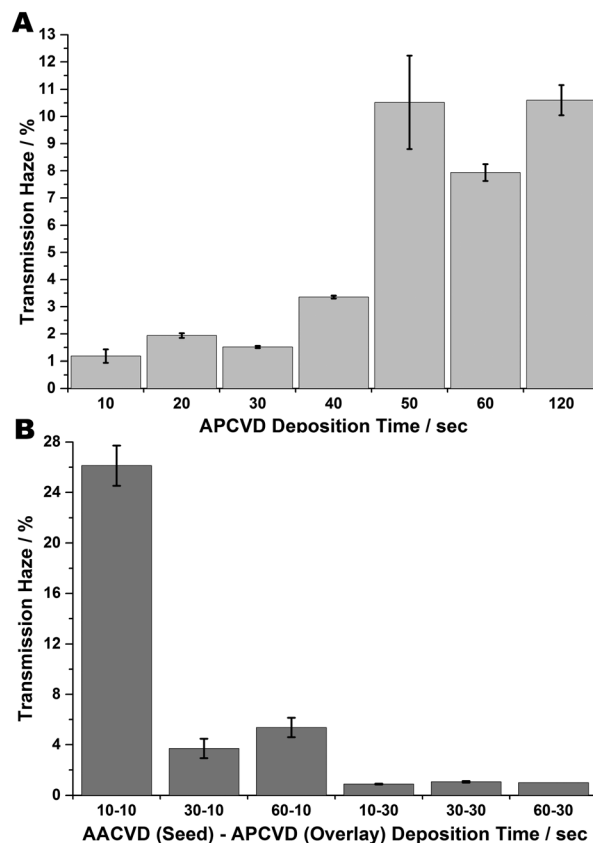 A
Transmission Haze / %
13
12
11
10
9
8
7
6
5
4
3
2
1
0
10 20 30 40 50 60 120
APCVD Deposition Time / sec
B
Transmission Haze / %
28
24
20
16
12
8
4
0
10-10 30-10 60-10 10-30 30-30 60-30
AACVD (Seed) - APCVD (Overlay) Deposition Time / sec